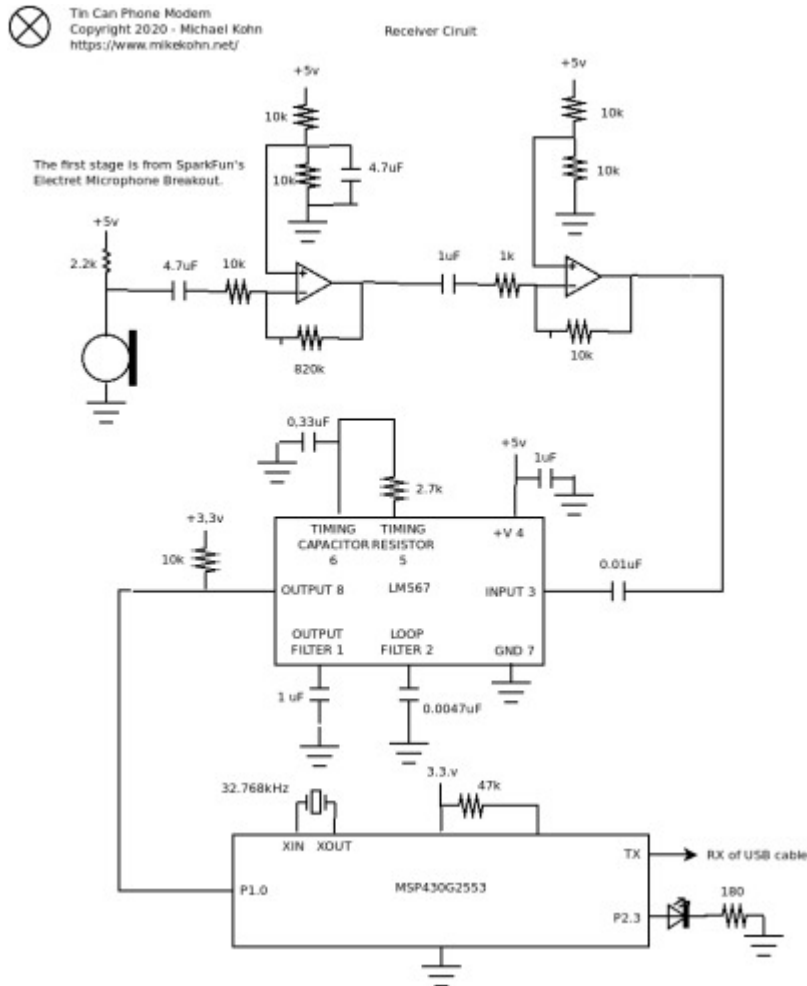 Tin Can Phone Modem
Copyright 2020 - Michael Kohn
https://www.mikekohn.net/
Receiver Ciruit
+5v
+5v
10k
10k
The first stage is from SparkFun's
Electret Microphone Breakout.
10k
4.7uF
10k
+5v
2.2k
4.7uF
10k
1uF
1k
+
−
+
−
820k
10k
0,33uF
+5v
1uF
2.7k
+3,3v
10k
TIMING
CAPACITOR
6
TIMING
RESISTOR
5
+V 4
0.01uF
OUTPUT 8
LM567
INPUT 3
OUTPUT
FILTER 1
LOOP
FILTER 2
GND 7
1 uF
0.0047uF
3.3.v
32.768kHz
47k
XIN
XOUT
TX
RX of USB cable
P1.0
MSP430G2553
180
P2.3